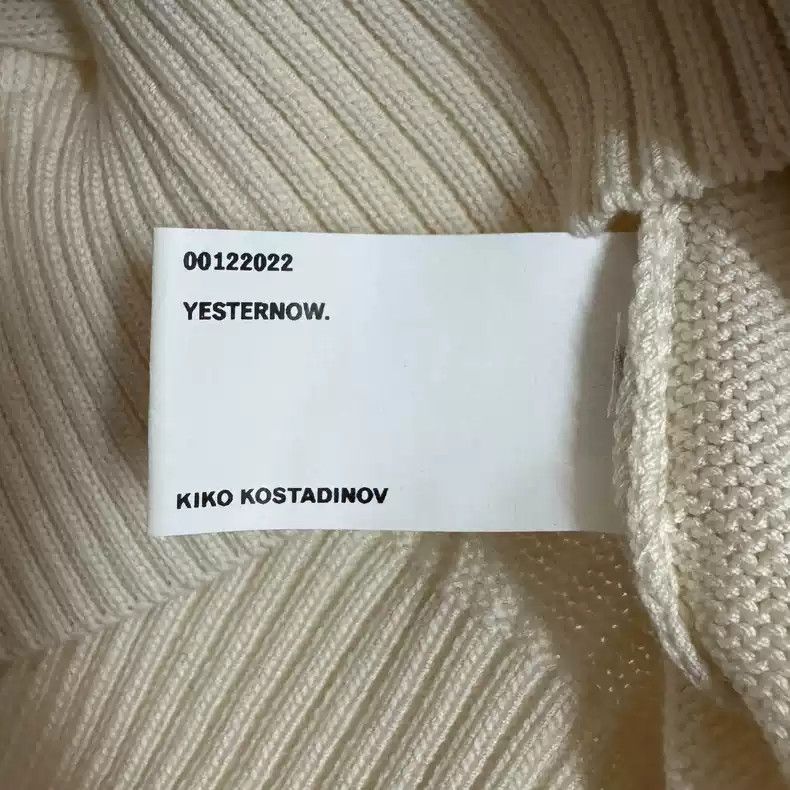 00122022
YESTERNOW.
KIKO KOSTADINOV